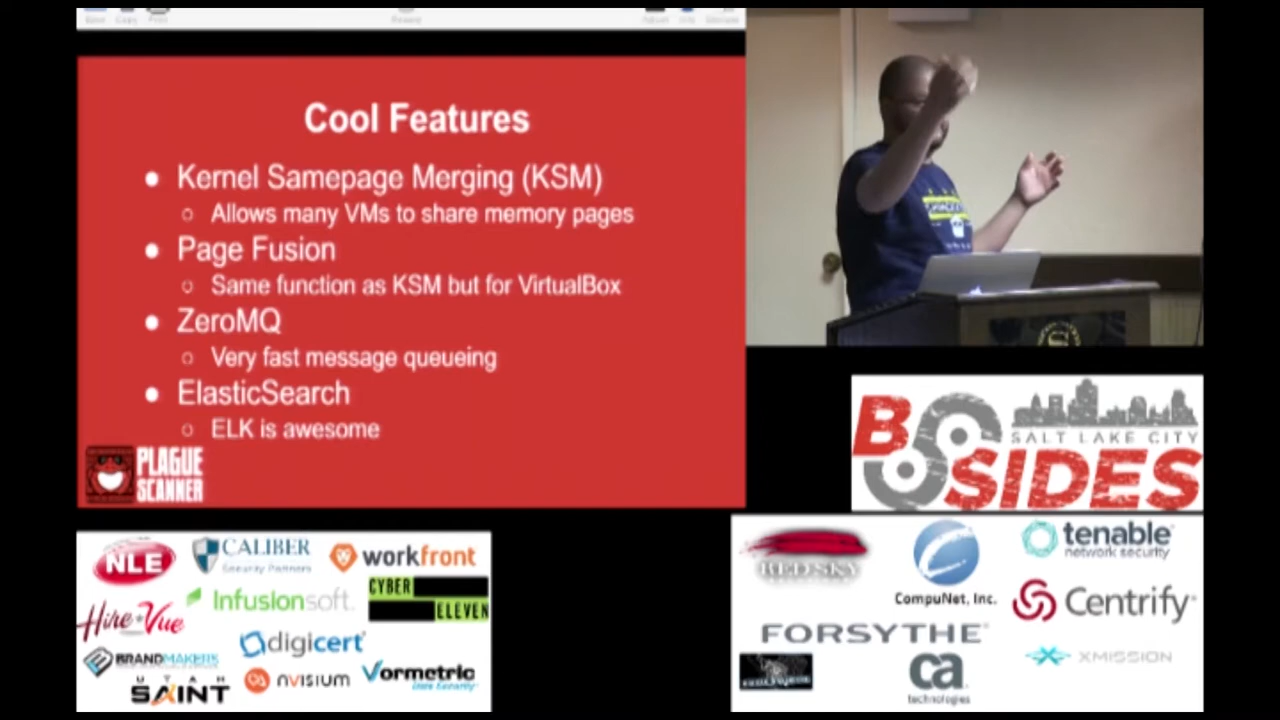 Cool Features
● Kernel Samepage Merging (KSM)
○ Allows many VMs to share memory pages
● Page Fusion
○ Same function as KSM but for VirtualBox
● ZeroMQ
○ Very fast message queueing
● ElasticSearch
○ ELK is awesome
PLAGUE
SCANNER
BSIDES
SALT LAKE CITY
NLE
CALIBER
Security Partners
workfront
Infusionsoft.
CYBER
ELEVEN
Hire Vue
digicert
BRANDMAKERS
UTAH
SAINT
nVISIUM
Vormetric
Data Security
REDSKY
CompuNet, Inc.
tenable
network security
Centrify
FORSYTHE
ca
technologies
XMISSION